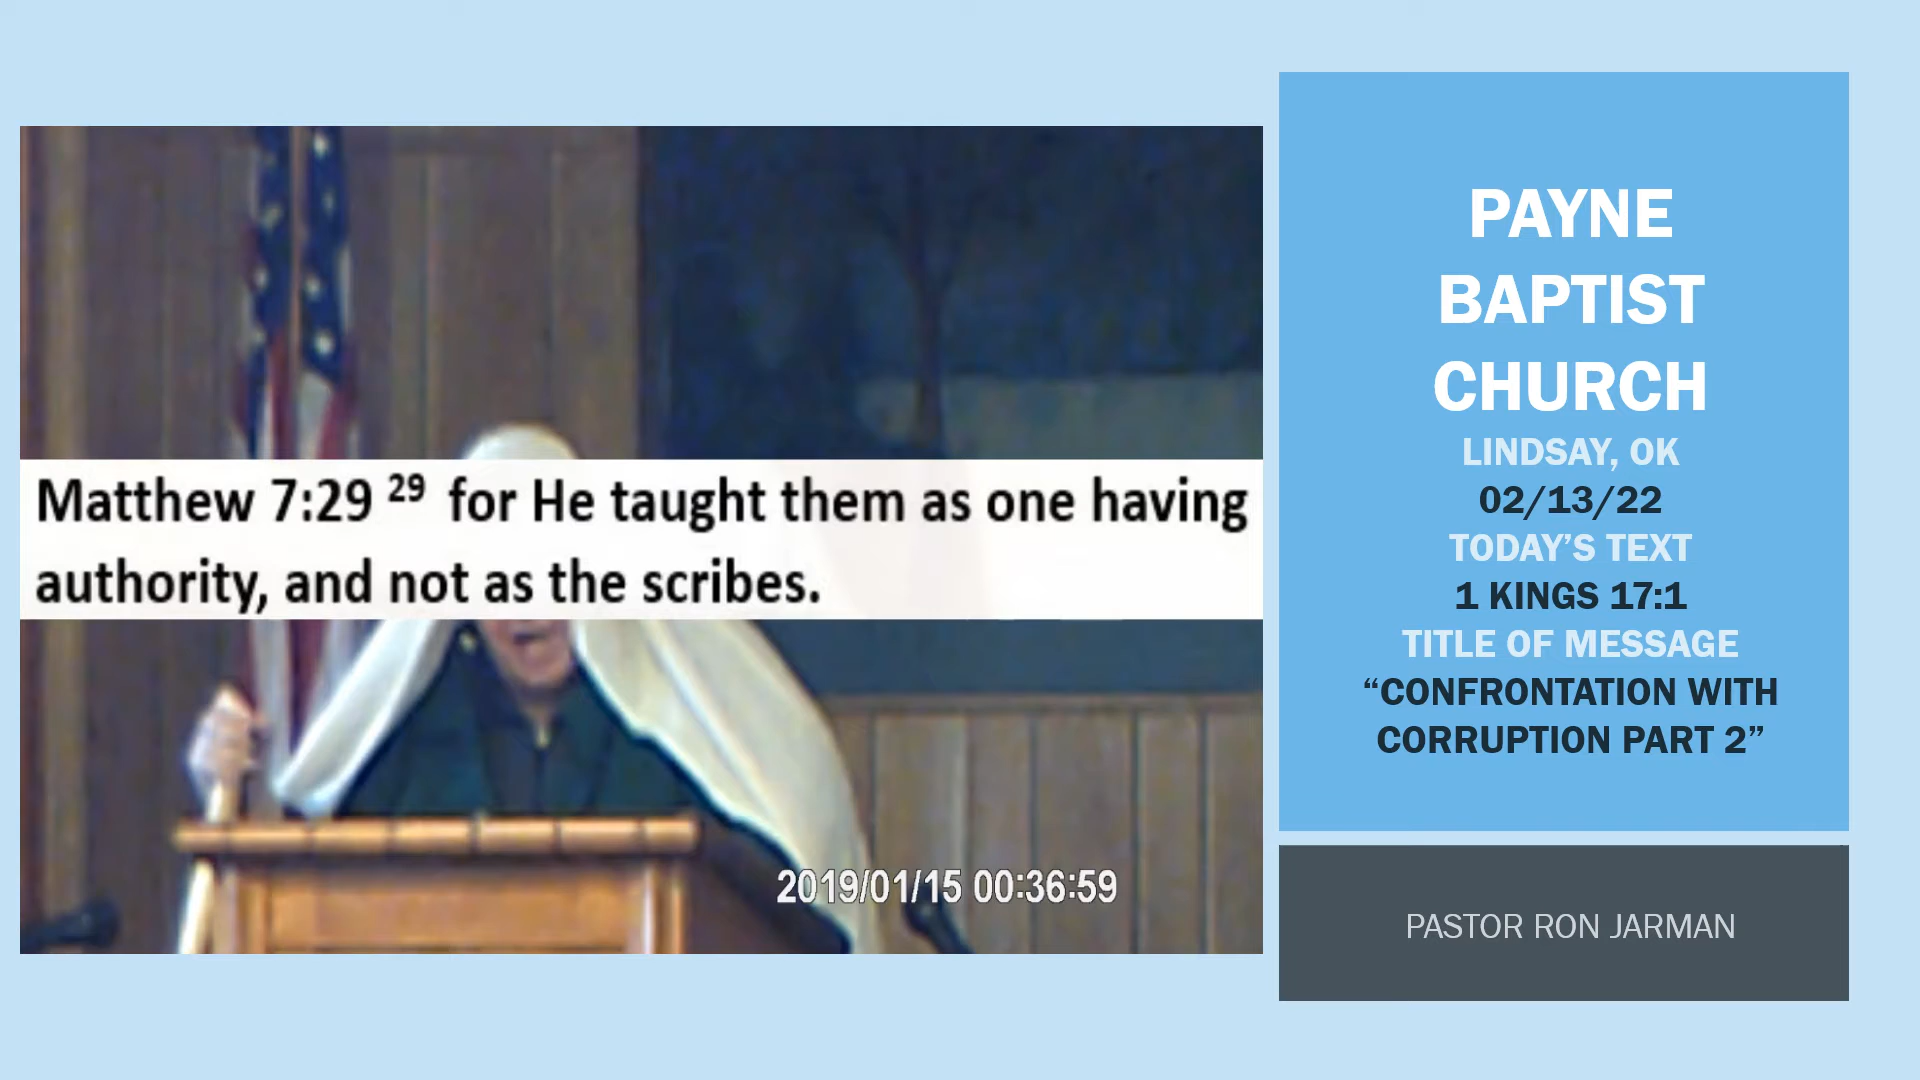 Matthew 7:29 29 for He taught them as one having
authority, and not as the scribes.
2019/01/15 00:36:59
PAYNE
BAPTIST
CHURCH
LINDSAY, OK
02/13/22
TODAY’S TEXT
1 KINGS 17:1
TITLE OF MESSAGE
“CONFRONTATION WITH
CORRUPTION PART 2”
PASTOR RON JARMAN